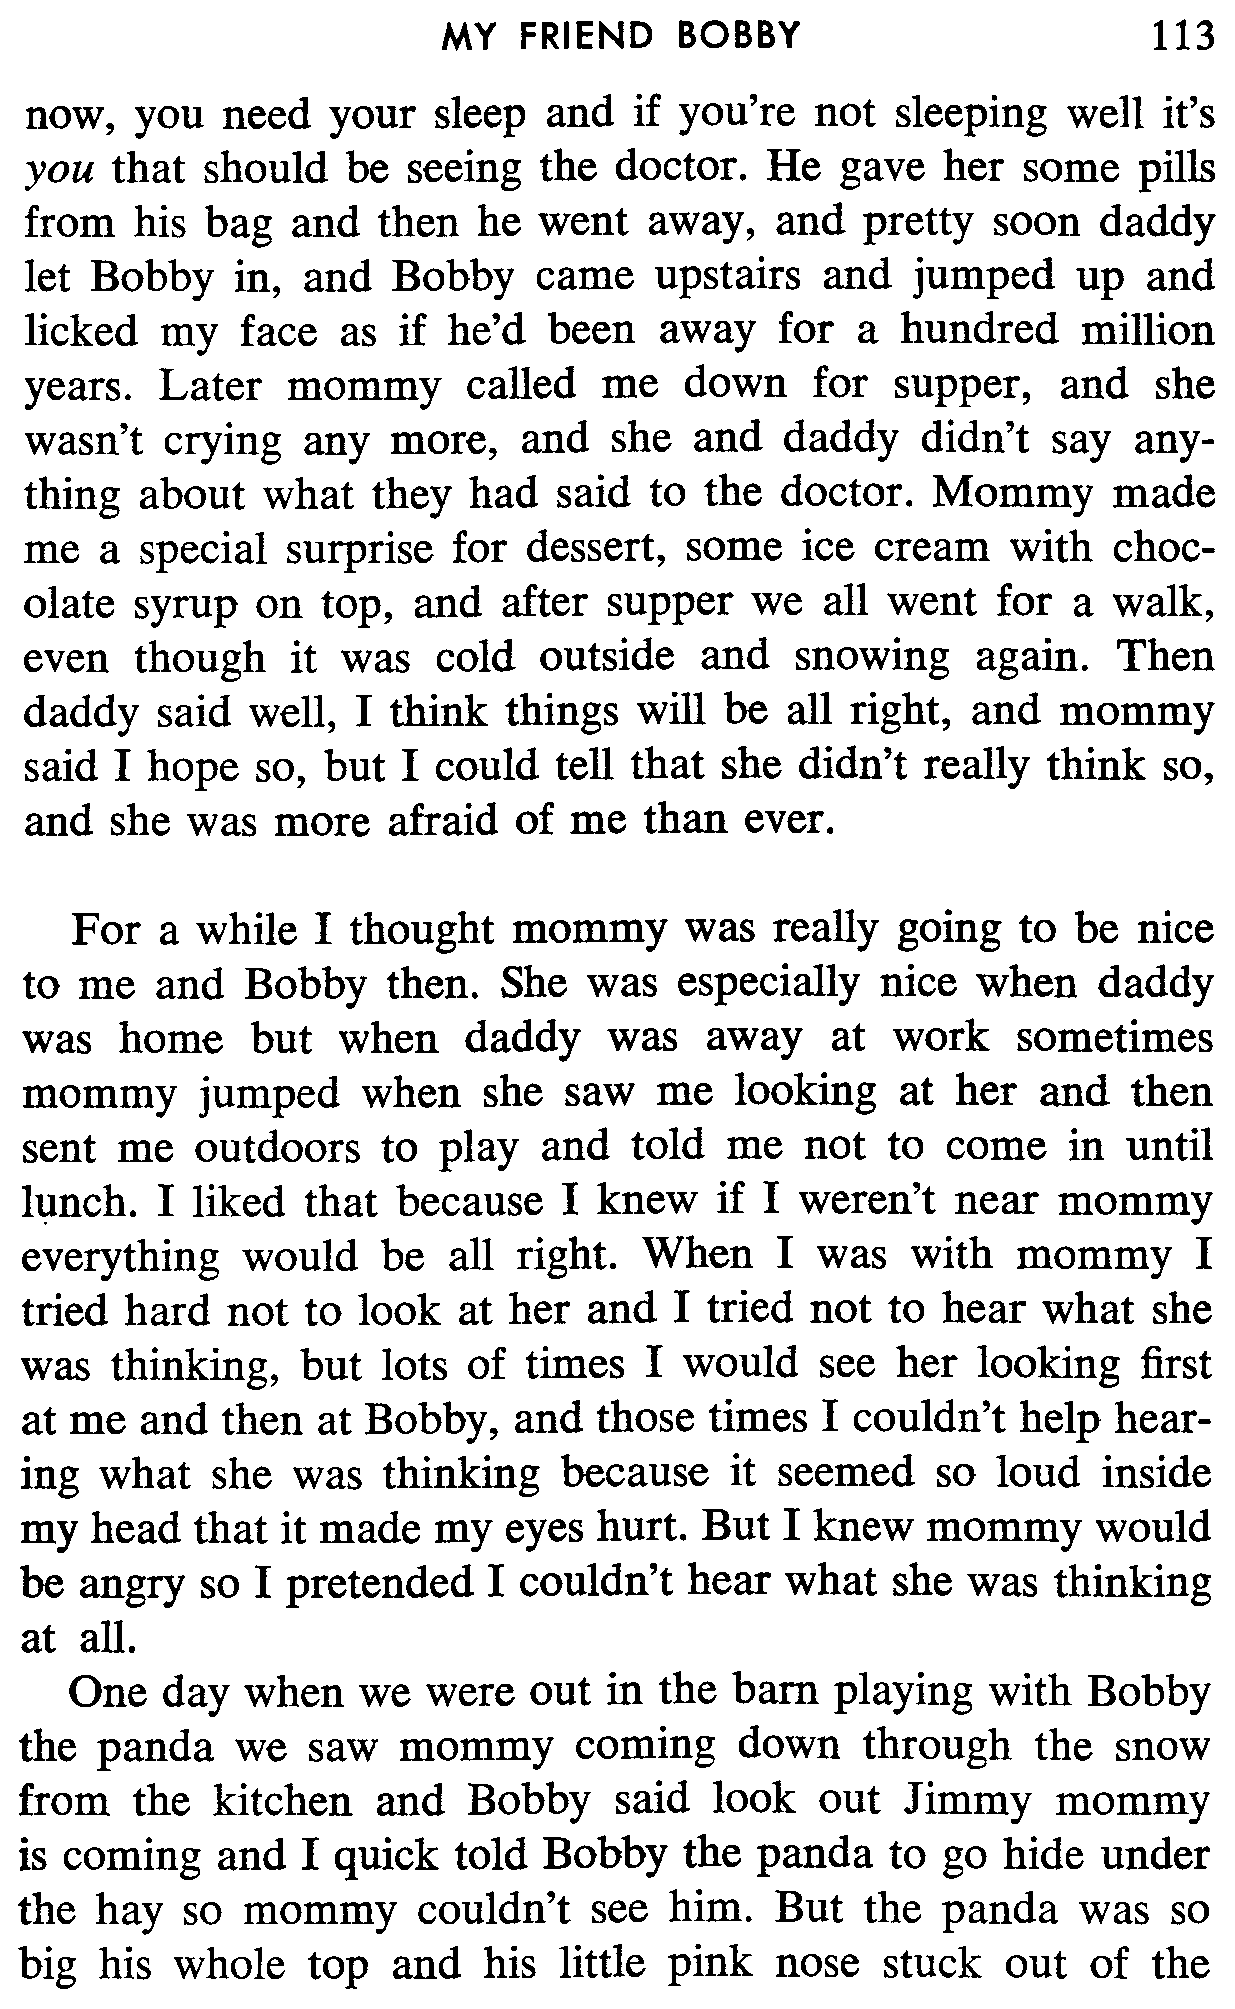 MY FRIEND BOBBY 113
now, you need your sleep and if you're not sleeping well it's
you that should be seeing the doctor. He gave her some pills
from his bag and then he went away, and pretty soon daddy
let Bobby in, and Bobby came upstairs and jumped up and
licked my face as if he'd been away for a hundred million
years. Later mommy called me down for supper, and she
wasn't crying any more, and she and daddy didn't say any-
thing about what they had said to the doctor. Mommy made
me a special surprise for dessert, some ice cream with choc-
olate syrup on top, and after supper we all went for a walk,
even though it was cold outside and snowing again. Then
daddy said well, I think things will be all right, and mommy
said I hope so, but I could tell that she didn't really think so,
and she was more afraid of me than ever.
For a while I thought mommy was really going to be nice
to me and Bobby then. She was especially nice when daddy
was home but when daddy was away at work sometimes
mommy jumped when she saw me looking at her and then
sent me outdoors to play and told me not to come in until
lunch. I liked that because I knew if I weren't near mommy
everything would be all right. When I was with mommy I
tried hard not to look at her and I tried not to hear what she
was thinking, but lots of times I would see her looking first
at me and then at Bobby, and those times I couldn't help hear-
ing what she was thinking because it seemed so loud inside
my head that it made my eyes hurt. But I knew mommy would
be angry so I pretended I couldn't hear what she was thinking
at all.
One day when we were out in the barn playing with Bobby
the panda we saw mommy coming down through the snow
from the kitchen and Bobby said look out Jimmy mommy
is coming and I quick told Bobby the panda to go hide under
the hay so mommy couldn't see him. But the panda was so
big his whole top and his little pink nose stuck out of the